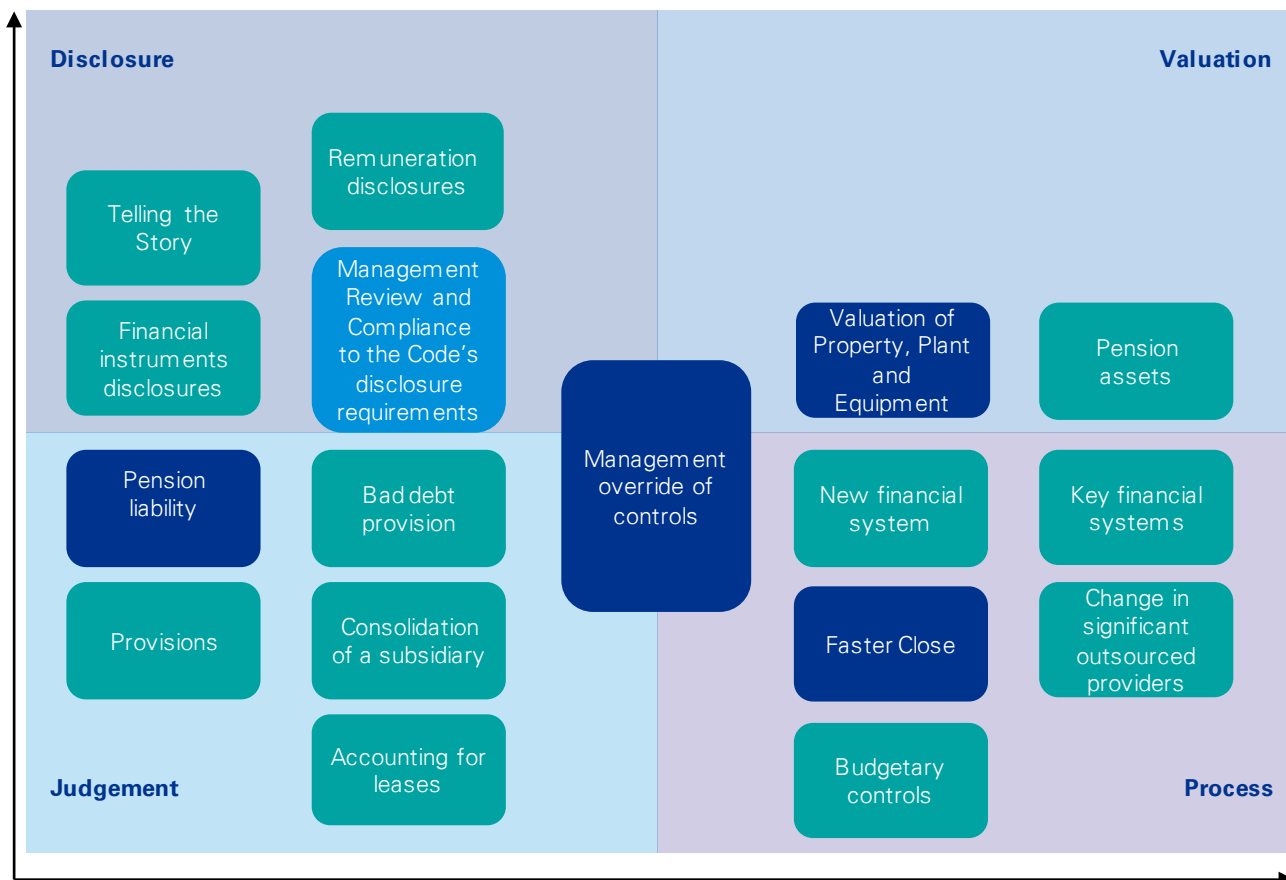 Disclosure
Valuation
Remuneration
disclosures
Telling the
Story
Management
Review and
Compliance
to the Code's
disclosure
requirements
Financial
instruments
disclosures
Valuation of
Property, Plant
and
Equipment
Pension
assets
Management
override of
controls
Pension
liability
Bad debt
provision
New financial
system
Key financial
systems
Provisions
Consolidation
of a subsidiary
Faster Close
Change in
significant
outsourced
providers
Accounting for
leases
Budgetary
controls
Judgement
Process